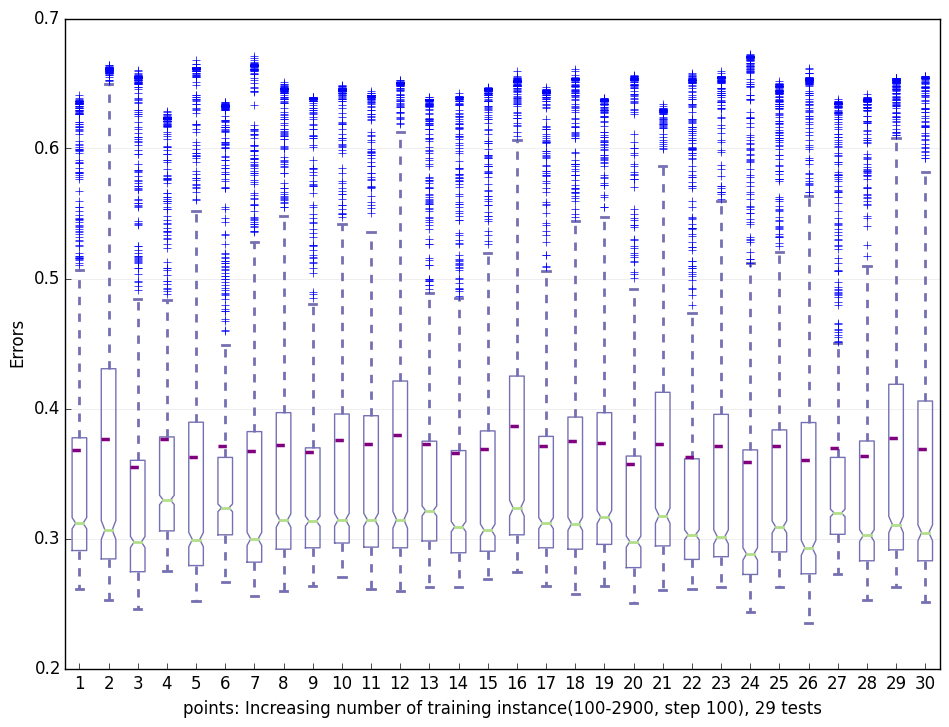 0.7
0.6
0.5
0.4
0.3
0.2
Errors
1 2 3 4 5 6 7 8 9 10 11 12 13 14 15 16 17 18 19 20 21 22 23 24 25 26 27 28 29 30
points: Increasing number of training instance(100-2900, step 100), 29 tests